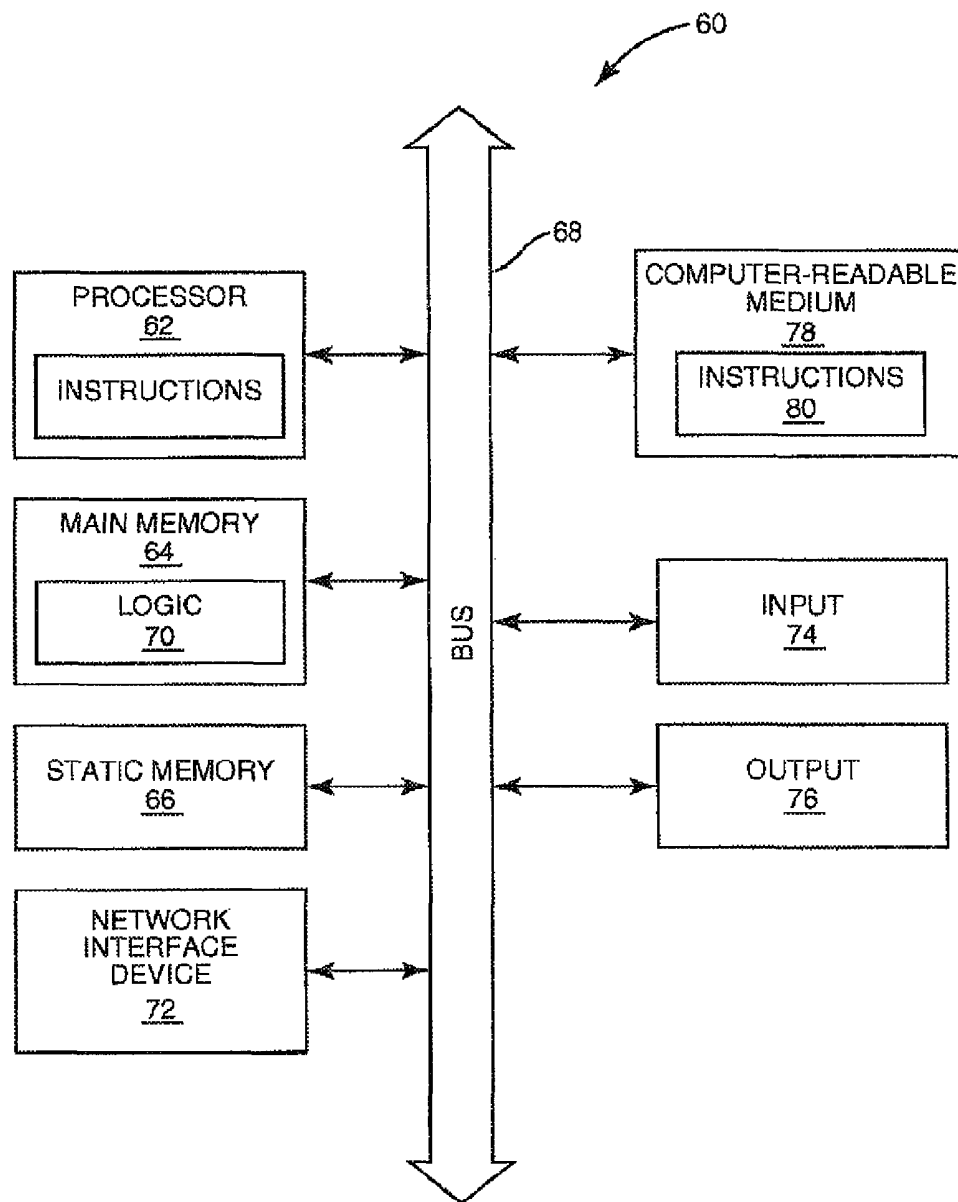 60
68
PROCESSOR
62
INSTRUCTIONS
MAIN MEMORY
64
LOGIC
70
STATIC MEMORY
66
NETWORK
INTERFACE
DEVICE
72
BUS
COMPUTER-READABLE
MEDIUM
78
INSTRUCTIONS
80
INPUT
74
OUTPUT
76